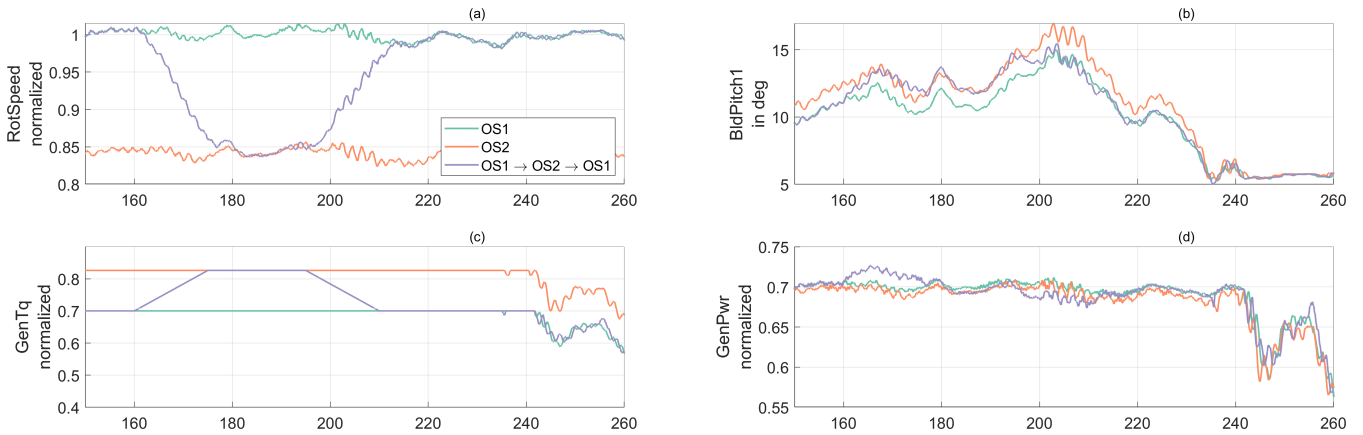 (a)
1
0.95
0.9
0.85
0.8
RotSpeed
normalized
160 180 200 220 240 260
OS1
OS2
OS1 → OS2 → OS1
(b)
15
10
5
BldPitch1
in deg
160 180 200 220 240 260
(c)
0.8
0.7
0.6
0.5
0.4
GenTq
normalized
160 180 200 220 240 260
(d)
0.75
0.7
0.65
0.6
0.55
GenPwr
normalized
160 180 200 220 240 260